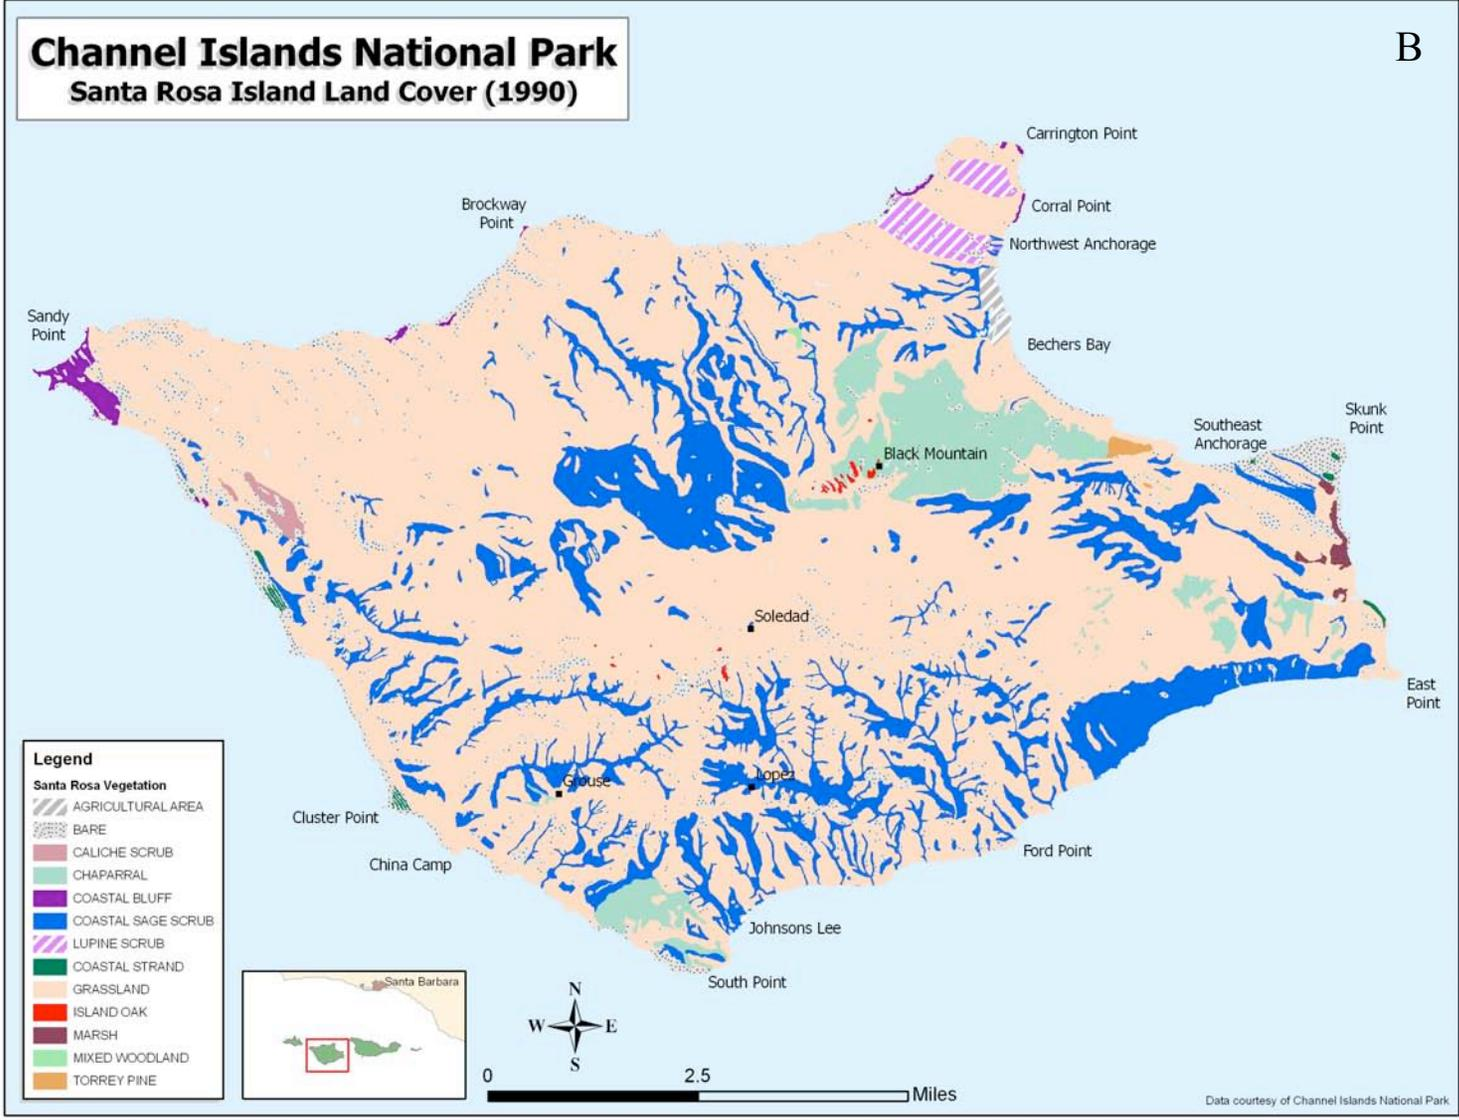 Channel Islands National Park
Santa Rosa Island Land Cover (1990)
B
Carrington Point
Brockway
Point
Corral Point
Northwest Anchorage
Sandy
Point
Bechers Bay
Skunk
Point
Southeast
Anchorage
Black Mountain
Soledad
East
Point
Grouse
Lopez
Cluster Point
China Camp
Ford Point
Johnsons Lee
South Point
Legend
Santa Rosa Vegetation
AGRICULTURAL AREA
BARE
CALICHE SCRUB
CHAPARRAL
COASTAL BLUFF
COASTAL SAGE SCRUB
LUPINE SCRUB
COASTAL STRAND
GRASSLAND
ISLAND OAK
MARSH
MIXED WOODLAND
TORREY PINE
Santa Barbara
N
W E
S
0 2.5
Miles
Data courtesy of Channel Islands National Park